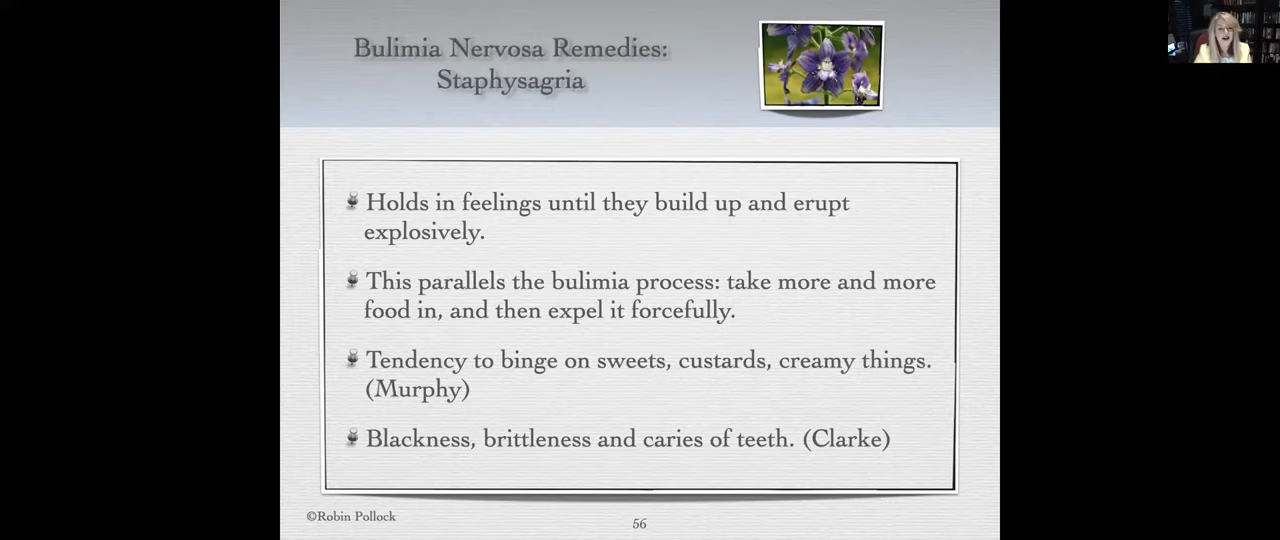 Bulimia Nervosa Remedies:
Staphysagria
Holds in feelings until they build up and erupt
explosively.
This parallels the bulimia process: take more and more
food in, and then expel it forcefully.
Tendency to binge on sweets, custards, creamy things.
(Murphy)
Blackness, brittleness and caries of teeth. (Clarke)
©Robin Pollock
56